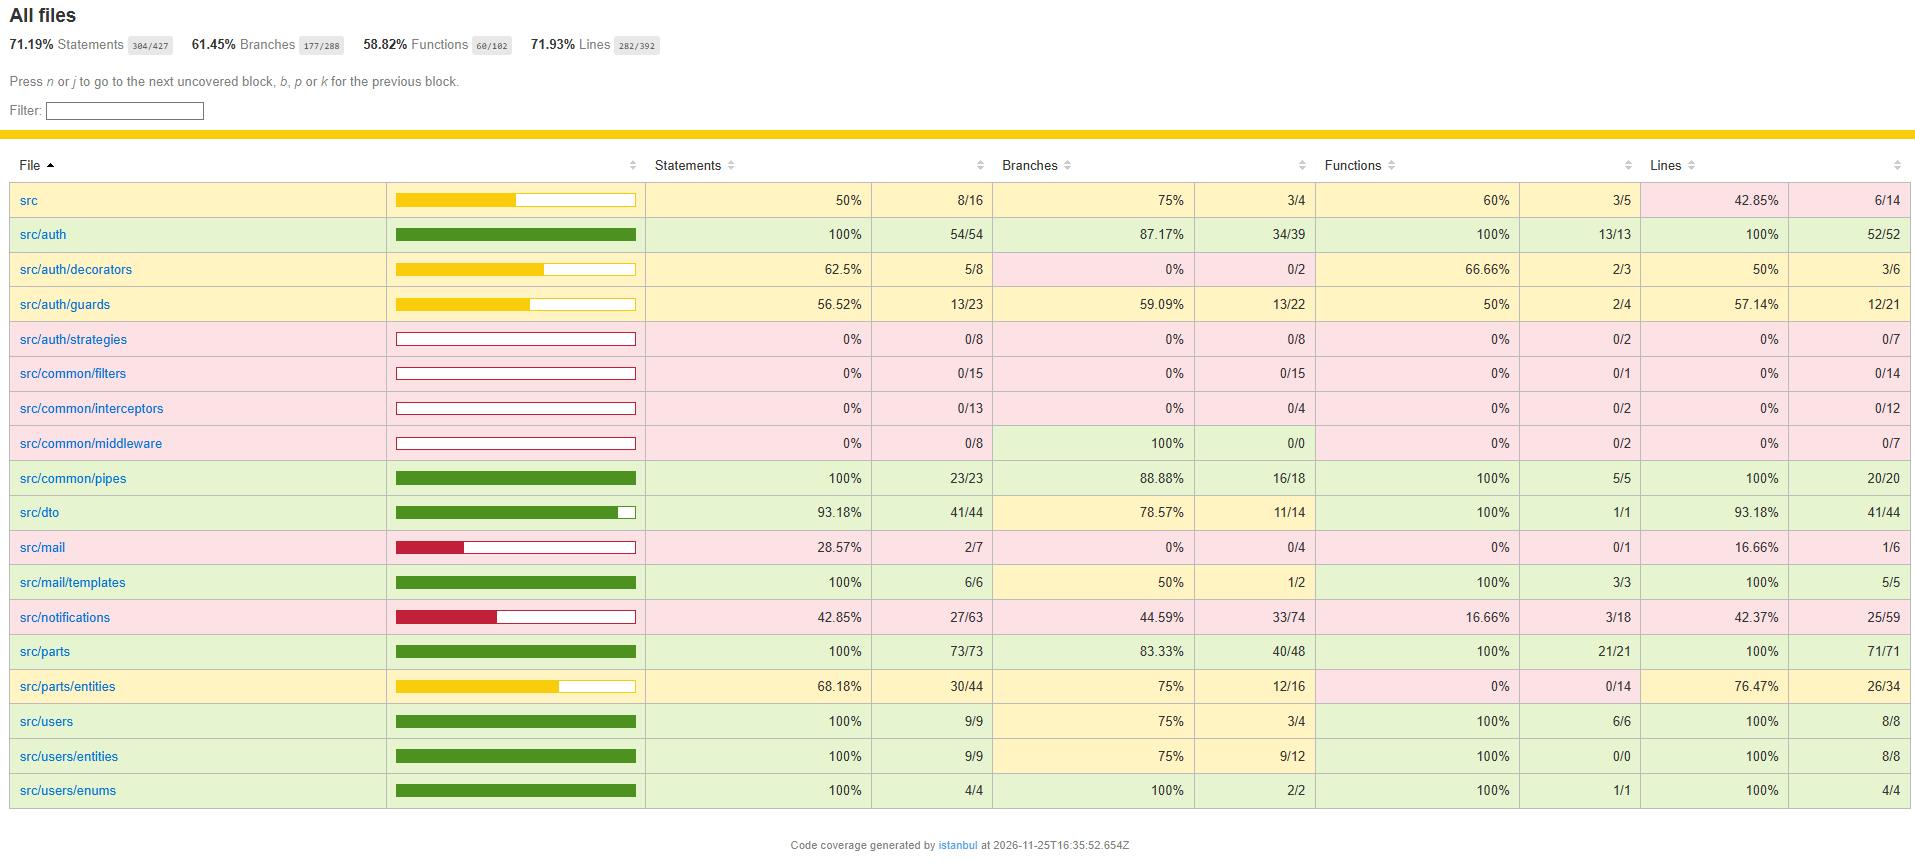 All files
71.19% Statements 304/427 61.45% Branches 177/288 58.82% Functions 60/102 71.93% Lines 282/392
Press n or j to go to the next uncovered block, b, p or k for the previous block.
Filter:
File Statements Branches Functions Lines
src 50% 8/16 75% 3/4 60% 3/5 42.85% 6/14
src/auth 100% 54/54 87.17% 34/39 100% 13/13 100% 52/52
src/auth/decorators 62.5% 5/8 0% 0/2 66.66% 2/3 50% 3/6
src/auth/guards 56.52% 13/23 59.09% 13/22 50% 2/4 57.14% 12/21
src/auth/strategies 0% 0/8 0% 0/8 0% 0/2 0% 0/7
src/common/filters 0% 0/15 0% 0/15 0% 0/1 0% 0/14
src/common/interceptors 0% 0/13 0% 0/4 0% 0/2 0% 0/12
src/common/middleware 0% 0/8 100% 0/0 0% 0/2 0% 0/7
src/common/pipes 100% 23/23 88.88% 16/18 100% 5/5 100% 20/20
src/dto 93.18% 41/44 78.57% 11/14 100% 1/1 93.18% 41/44
src/mail 28.57% 2/7 0% 0/4 0% 0/1 16.66% 1/6
src/mail/templates 100% 6/6 50% 1/2 100% 3/3 100% 5/5
src/notifications 42.85% 27/63 44.59% 33/74 16.66% 3/18 42.37% 25/59
src/parts 100% 73/73 83.33% 40/48 100% 21/21 100% 71/71
src/parts/entities 68.18% 30/44 75% 12/16 0% 0/14 76.47% 26/34
src/users 100% 9/9 75% 3/4 100% 6/6 100% 8/8
src/users/entities 100% 9/9 75% 9/12 100% 0/0 100% 8/8
src/users/enums 100% 4/4 100% 2/2 100% 1/1 100% 4/4
Code coverage generated by istanbul at 2026-11-25T16:35:52.654Z